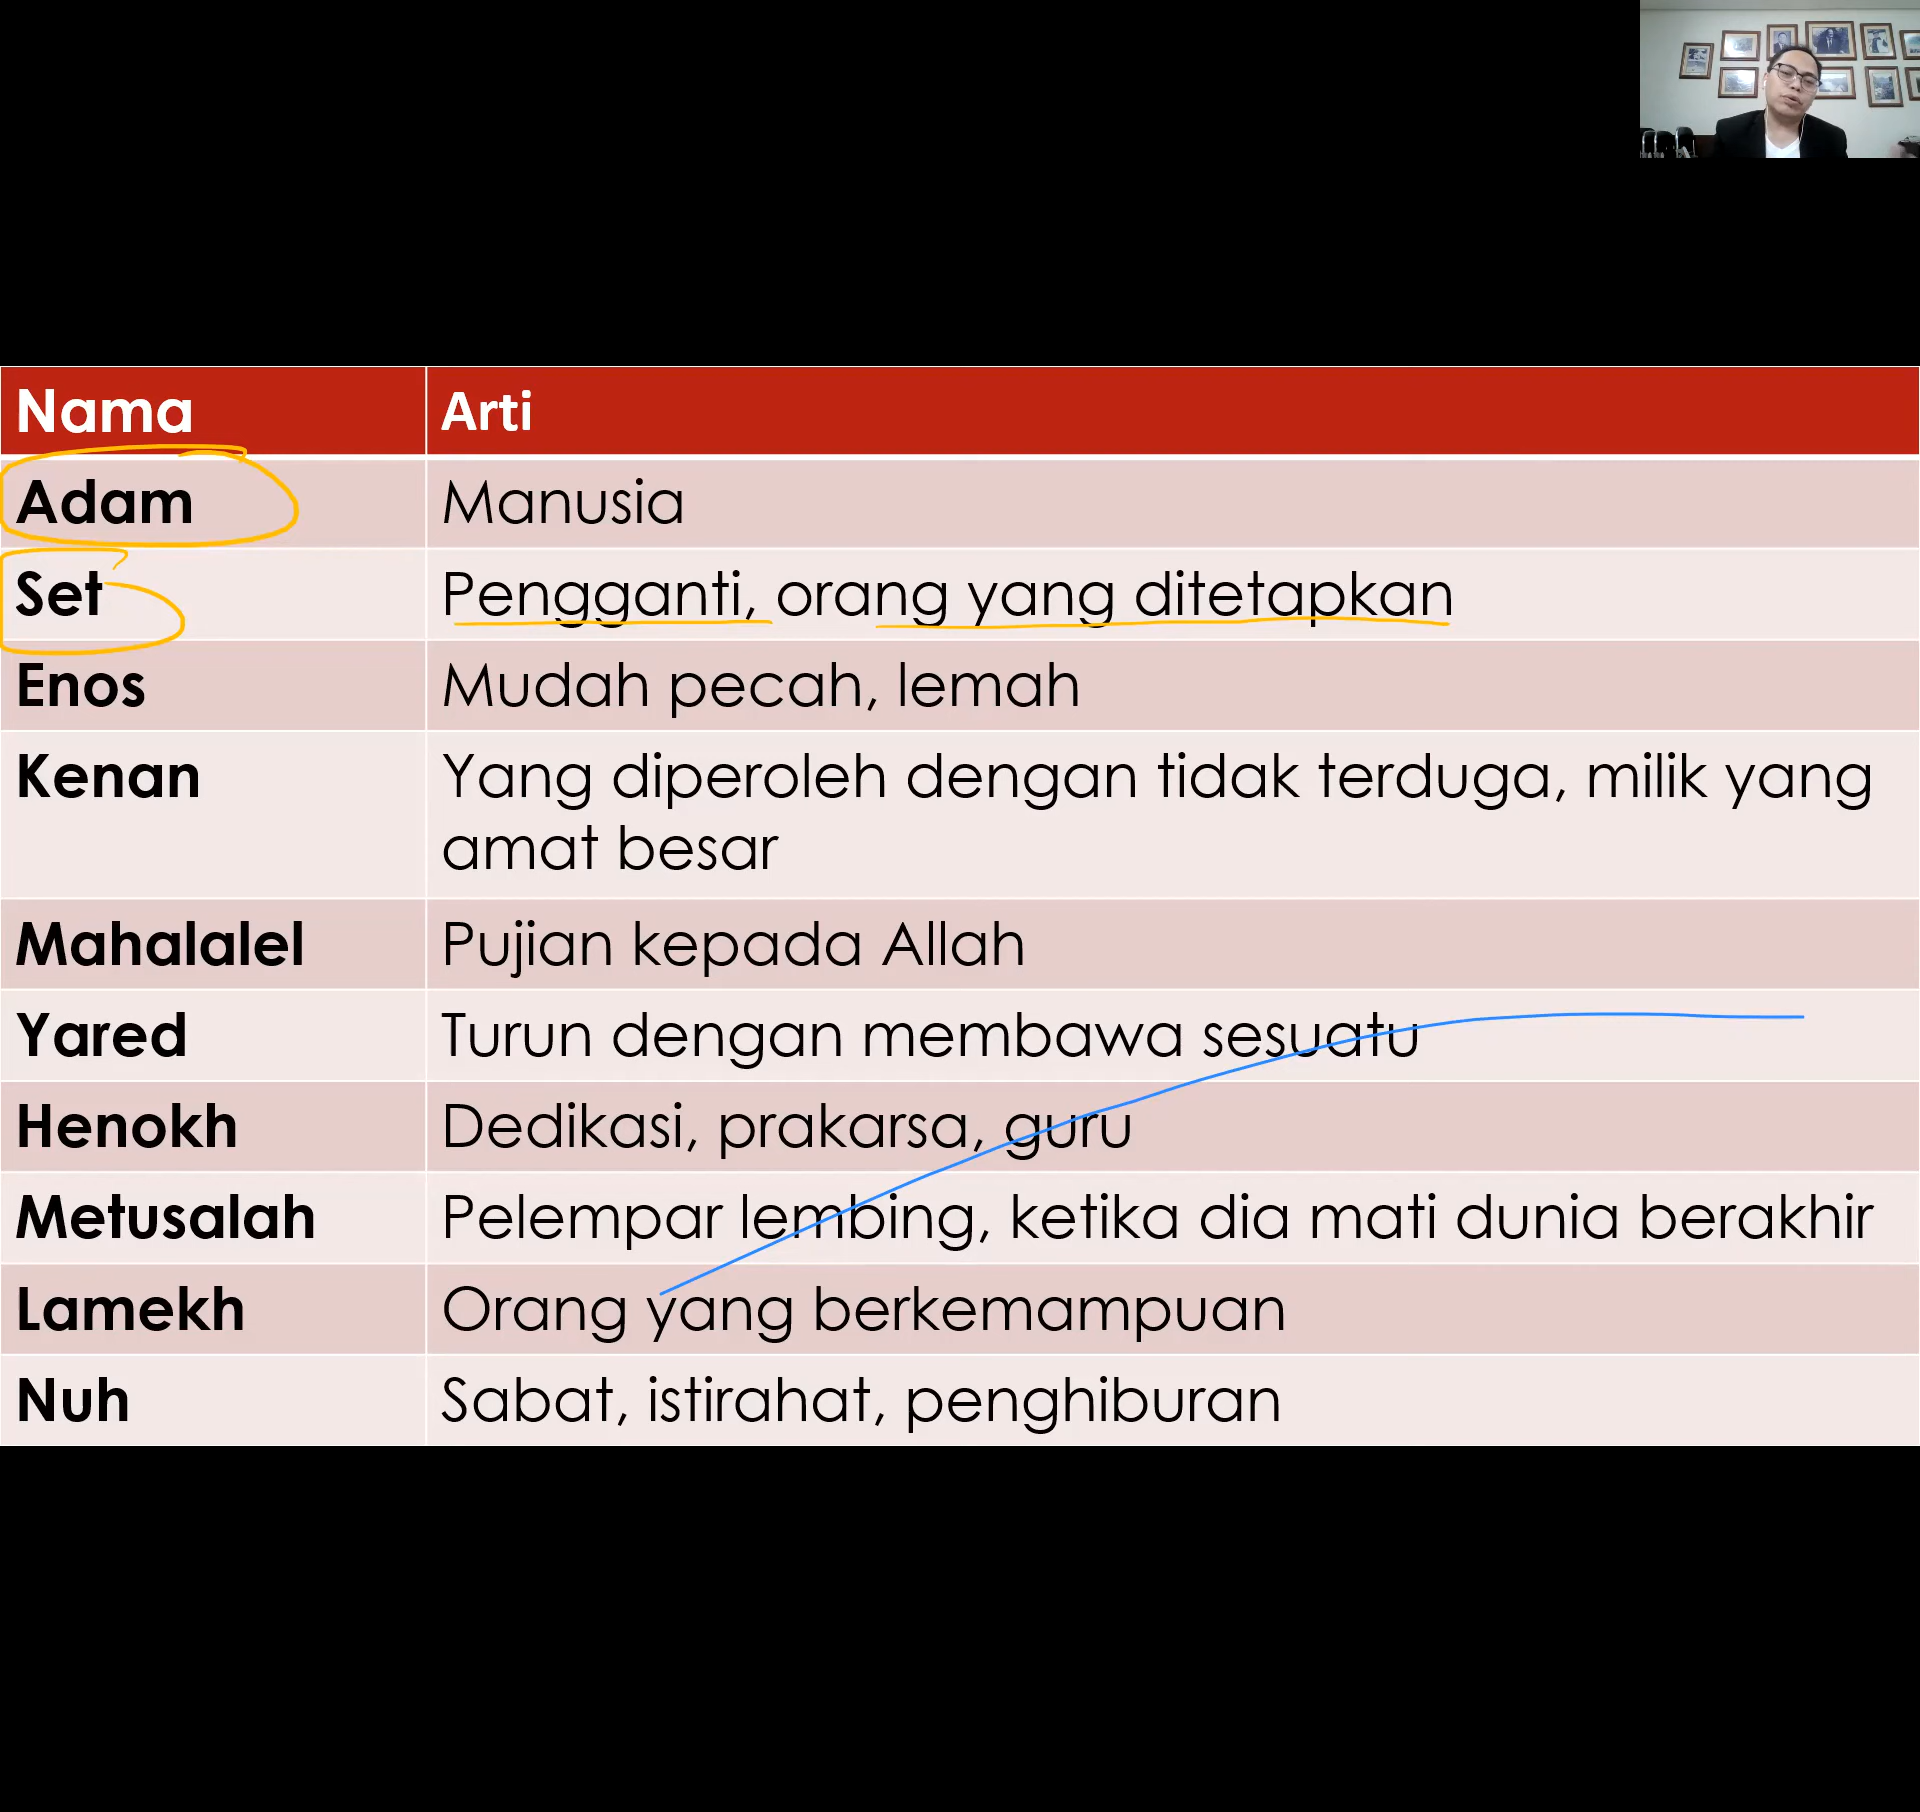 Nama Arti
Adam Manusia
Set Pengganti, orang yang ditetapkan
Enos Mudah pecah, lemah
Kenan Yang diperoleh dengan tidak terduga, milik yang
amat besar
Mahalalel Pujian kepada Allah
Yared Turun dengan membawa sesuatu
Henokh Dedikasi, prakarsa, guru
Metusalah Pelempar lembing, ketika dia mati dunia berakhir
Lamekh Orang yang berkemampuan
Nuh Sabat, istirahat, penghiburan